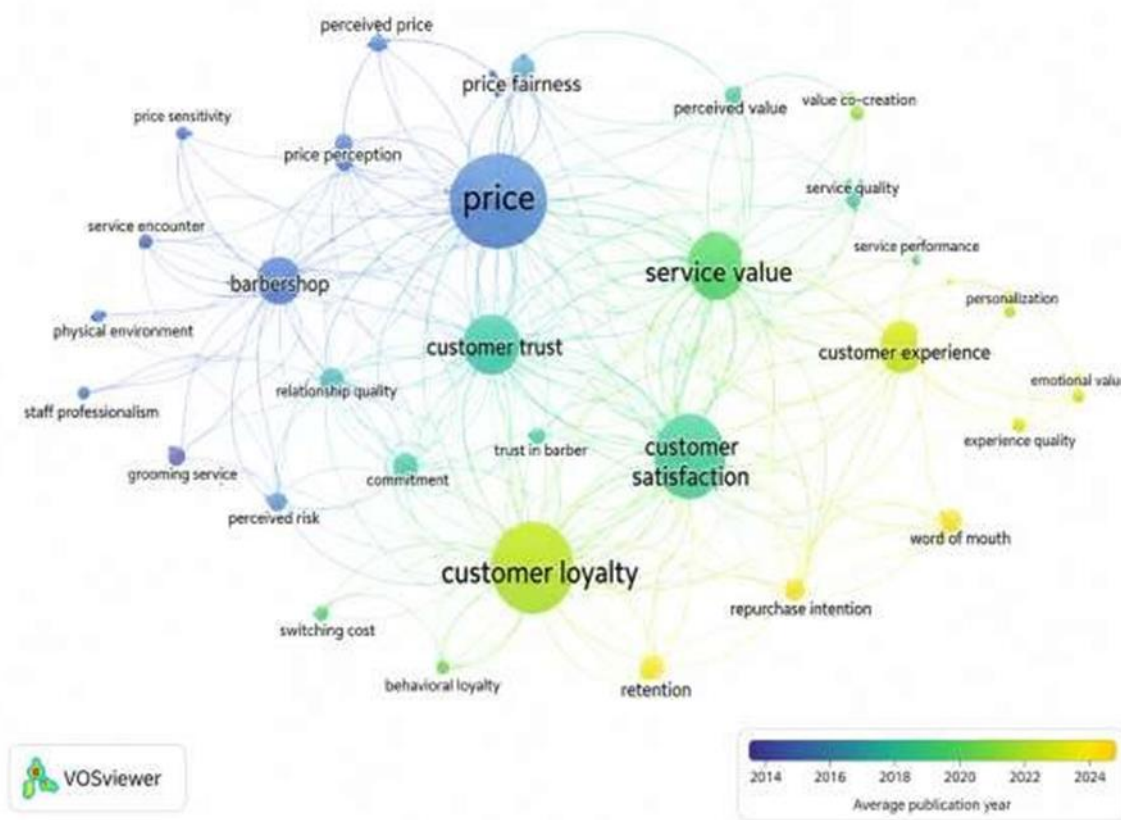 perceived price
price fairness
perceived value
value co-creation
price sensitivity
price perception
price
service quality
service encounter
service performance
barbershop
service value
personalization
physical environment
customer trust
customer experience
relationship quality
emotional valu
staff professionalism
trust in barber
customer
satisfaction
experience quality
grooming service
commitment
perceived risk
word of mouth
customer loyalty
repurchase intention
switching cost
behavioral loyalty
retention
VOSviewer
2014 2016 2018 2020 2022 2024
Average publication year